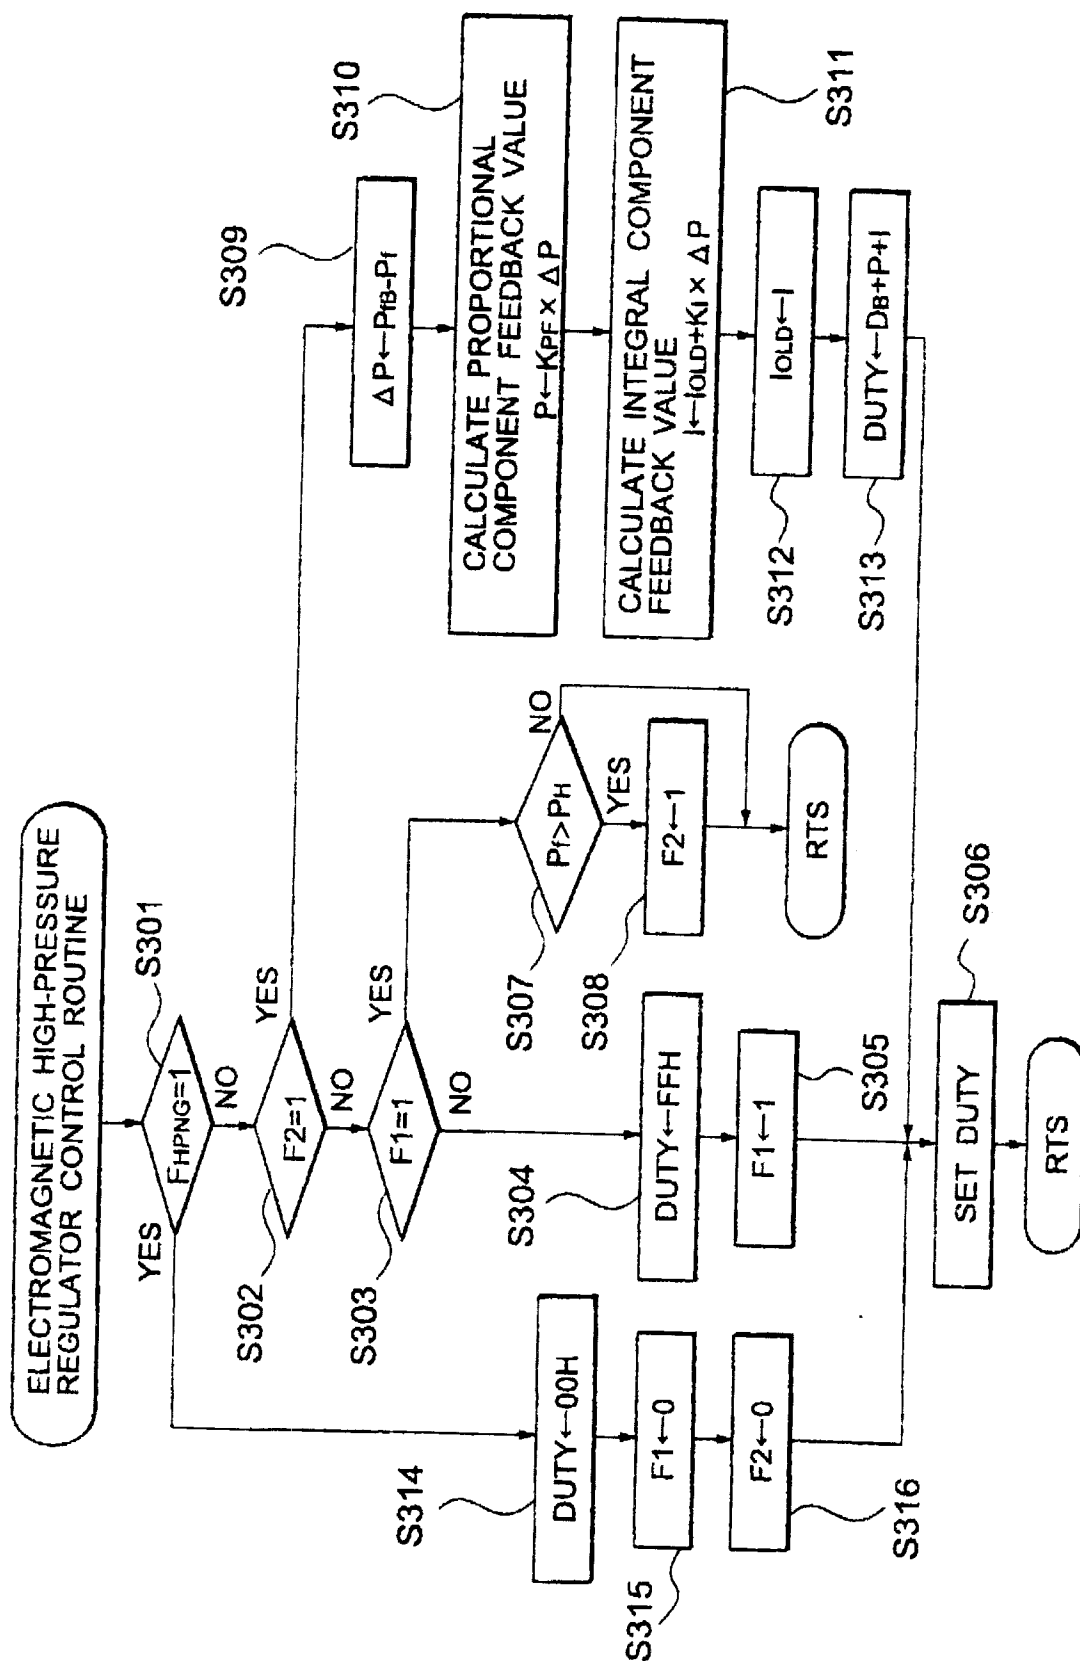 ELECTROMAGNETIC HIGH-PRESSURE
REGULATOR CONTROL ROUTINE
S301
FHPNG=1
YES
NO
S302
F2=1
YES
NO
S303
F1=1
YES
NO
S304
DUTY←FFH
F1←1
S305
S306
SET DUTY
RTS
S307
Pf>PH
NO
YES
S308
F2←1
RTS
S309
ΔP←PfB-Pf
S310
CALCULATE PROPORTIONAL
COMPONENT FEEDBACK VALUE
P←KPF×ΔP
S311
CALCULATE INTEGRAL COMPONENT
FEEDBACK VALUE
I←IOLD+KI×ΔP
S312
IOLD←I
S313
DUTY←DB+P+I
S314
DUTY←00H
S315
F1←0
F2←0
S316